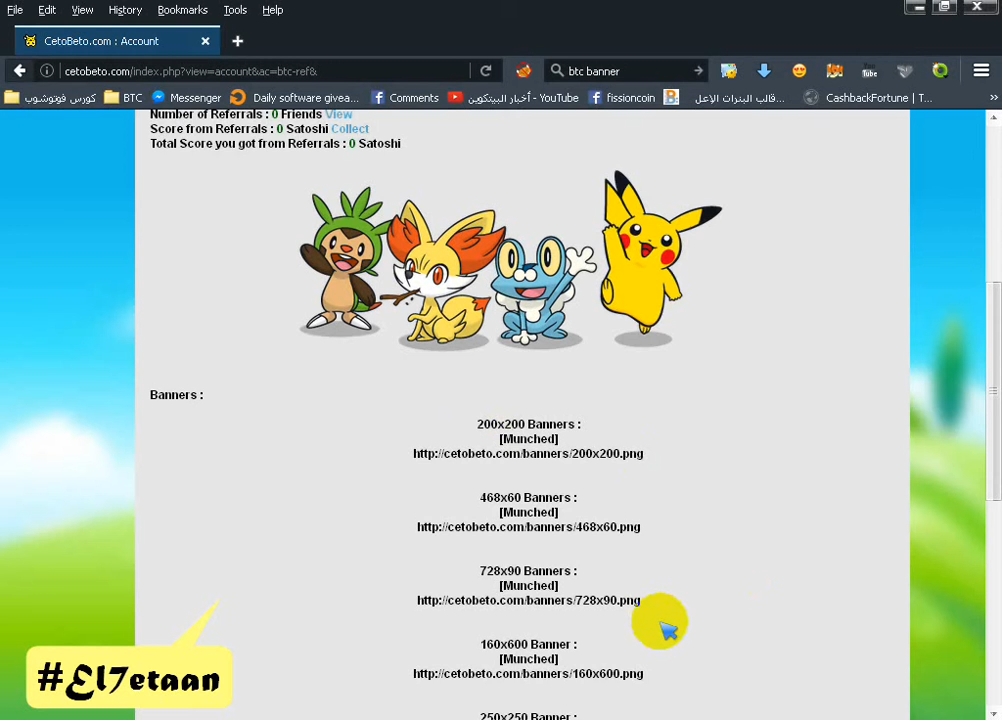 File Edit View History Bookmarks Tools Help
CetoBeto.com : Account
cetobeto.com/index.php?view=account&ac=btc-ref&
btc banner
كورس فوتوشوب BTC Messenger Daily software givea... Comments أخبار البيتكوين - YouTube fissioncoin قالب البنرات الإعل... CashbackFortune | T...
Number of Referrals : 0 Friends View
Score from Referrals : 0 Satoshi Collect
Total Score you got from Referrals : 0 Satoshi
Banners :
200x200 Banners :
[Munched]
http://cetobeto.com/banners/200x200.png
468x60 Banners :
[Munched]
http://cetobeto.com/banners/468x60.png
728x90 Banners :
[Munched]
http://cetobeto.com/banners/728x90.png
160x600 Banner :
[Munched]
http://cetobeto.com/banners/160x600.png
250x250 Banner :
#El7etaan